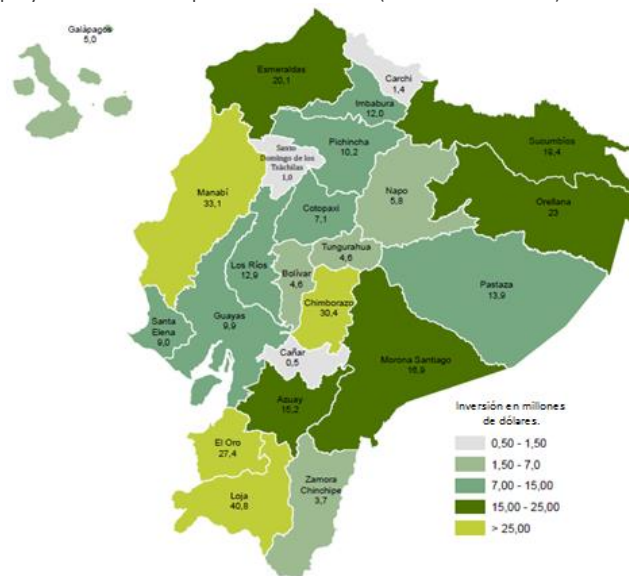 Galápagos
5,0
Esmeraldas
20,1
Carchi
1,4
Imbabura
12,0
Pichincha
10,2
Santo
Domingo de los
Tsáchilas
1,0
Sucumbíos
19,4
Napo
5,8
Orellana
23
Manabí
33,1
Cotopaxi
7,1
Tungurahua
4,6
Los Ríos
12,9
Bolívar
4,6
Pastaza
13,9
Chimborazo
30,4
Santa
Elena
9,0
Guayas
9,9
Cañar
0,5
Morona Santiago
16,9
Azuay
15,2
El Oro
27,4
Zamora
Chinchipe
3,7
Loja
40,8
Inversión en millones
de dólares.
0,50 - 1,50
1,50 - 7,0
7,00 - 15,00
15,00 - 25,00
> 25,00